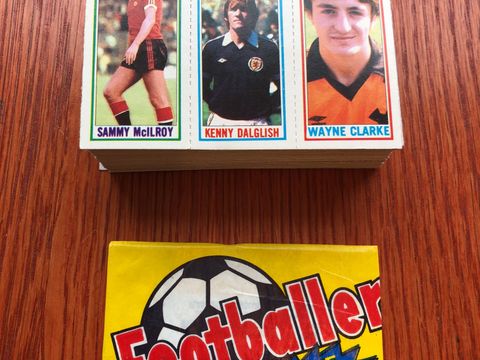 SAMMY McILROY
KENNY DALGLISH
WAYNE CLARKE
Footballer